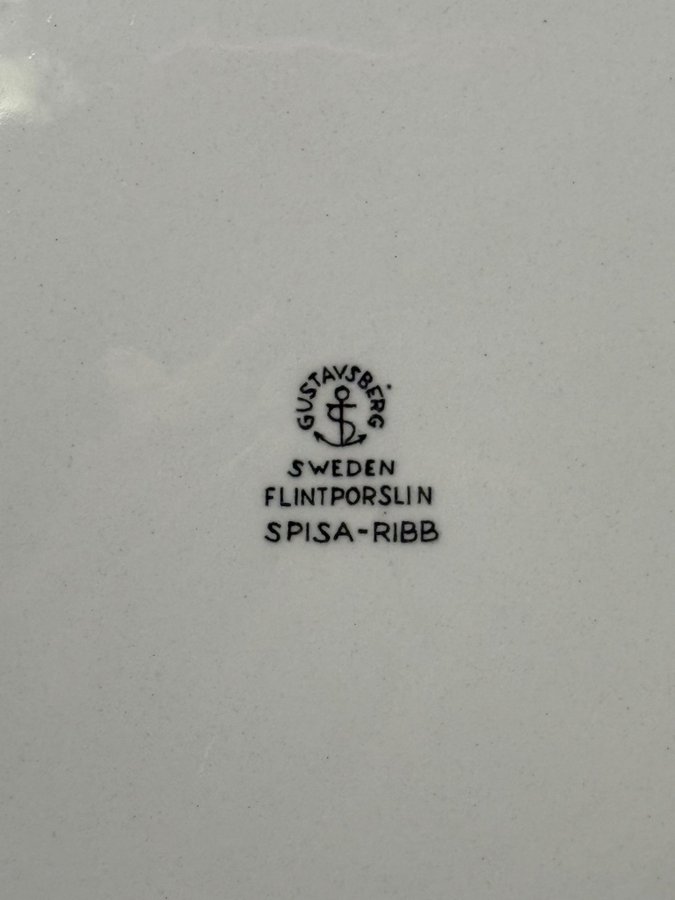 GUSTAVSBERG
S
SWEDEN
FLINTPORSLIN
SPISA-RIBB